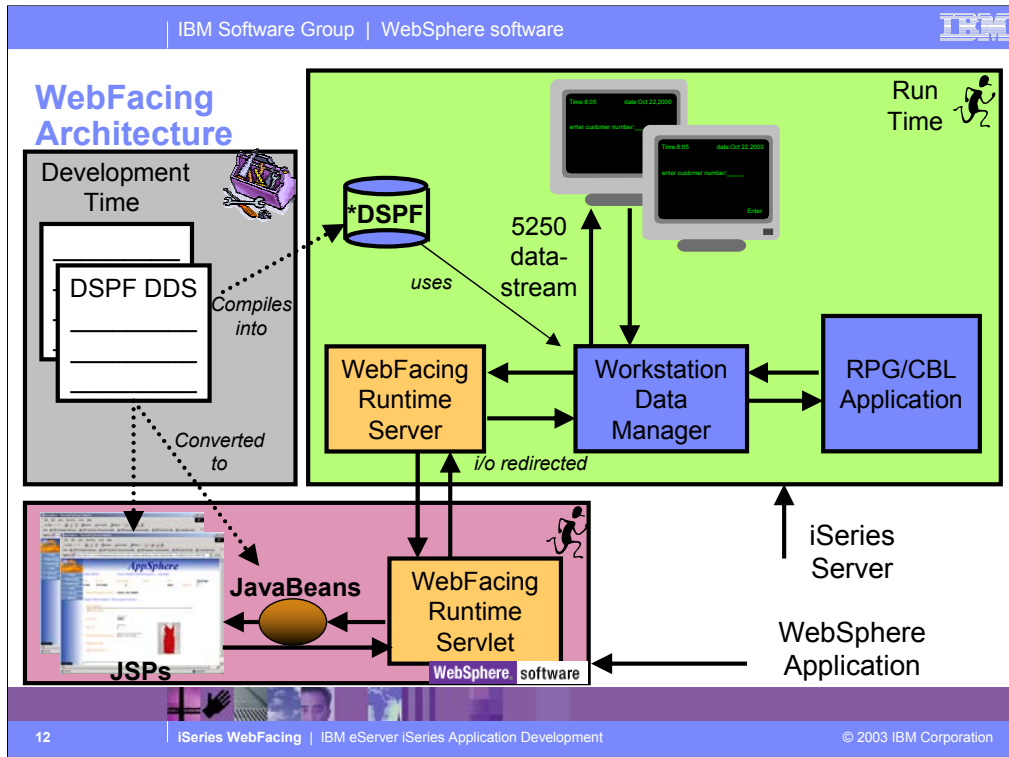 IBM Software Group | WebSphere software
IBM
WebFacing
Architecture
Run
Time
Time:8:05 date:Oct 22,2000
enter customer number:____
Time:8:05 date:Oct 22,2000
enter customer number:_____
Enter
Development
Time
*DSPF
5250
data-
stream
DSPF DDS
Compiles
into
uses
WebFacing
Runtime
Server
Workstation
Data
Manager
RPG/CBL
Application
Converted
to
i/o redirected
iSeries
Server
AppSphere
JavaBeans
WebFacing
Runtime
Servlet
JSPs
WebSphere. software
WebSphere
Application
12
iSeries WebFacing | IBM eServer iSeries Application Development
© 2003 IBM Corporation